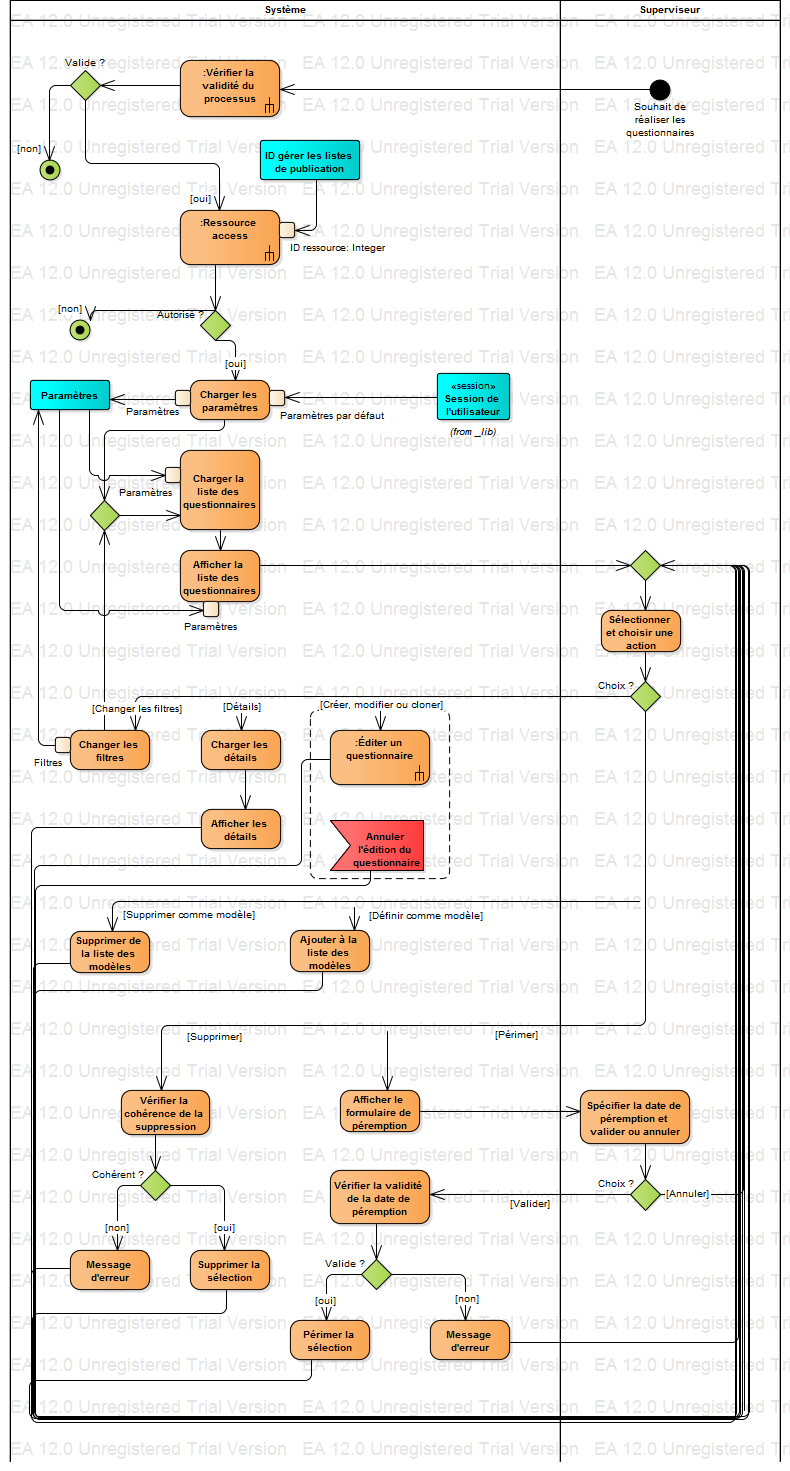 Système
Superviseur
EA 12.0 Unregistered Trial Version
Valide ?
:Vérifier la
validité du
processus
Souhait de
réaliser les
questionnaires
[non]
ID gérer les listes
de publication
[oui]
:Ressource
access
ID ressource: Integer
[non]
Autorisé ?
[oui]
Paramètres
Paramètres
Charger les
paramètres
Paramètres par défaut
«session»
Session de
l'utilisateur
(from _lib)
Paramètres
Charger la
liste des
questionnaires
Afficher la
liste des
questionnaires
Paramètres
Sélectionner
et choisir une
action
Choix ?
[Changer les filtres]
[Détails]
[Créer, modifier ou cloner]
Filtres
Changer les
filtres
Charger les
détails
:Éditer un
questionnaire
Afficher les
détails
Annuler
l'édition du
questionnaire
[Supprimer comme modèle]
[Définir comme modèle]
Supprimer de
la liste des
modèles
Ajouter à la
liste des
modèles
[Supprimer]
[Périmer]
Vérifier la
cohérence de la
suppression
Afficher le
formulaire de
péremption
Spécifier la date de
péremption et
valider ou annuler
Cohérent ?
Vérifier la validité
de la date de
péremption
Choix ?
[Annuler]
[Valider]
[non]
[oui]
Message
d'erreur
Supprimer la
sélection
Valide ?
[oui]
[non]
Périmer la
sélection
Message
d'erreur